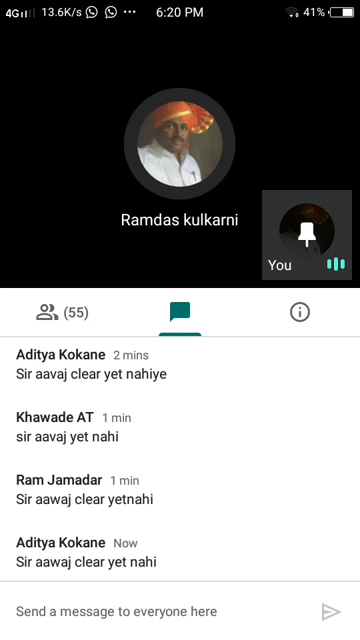 4G 13.6K/s ... 6:20 PM 41%
Ramdas kulkarni
You
(55)
Aditya Kokane 2 mins
Sir aavaj clear yet nahiye
Khawade AT 1 min
sir aavaj yet nahi
Ram Jamadar 1 min
Sir aawaj clear yetnahi
Aditya Kokane Now
Sir aawaj clear yet nahi
Send a message to everyone here